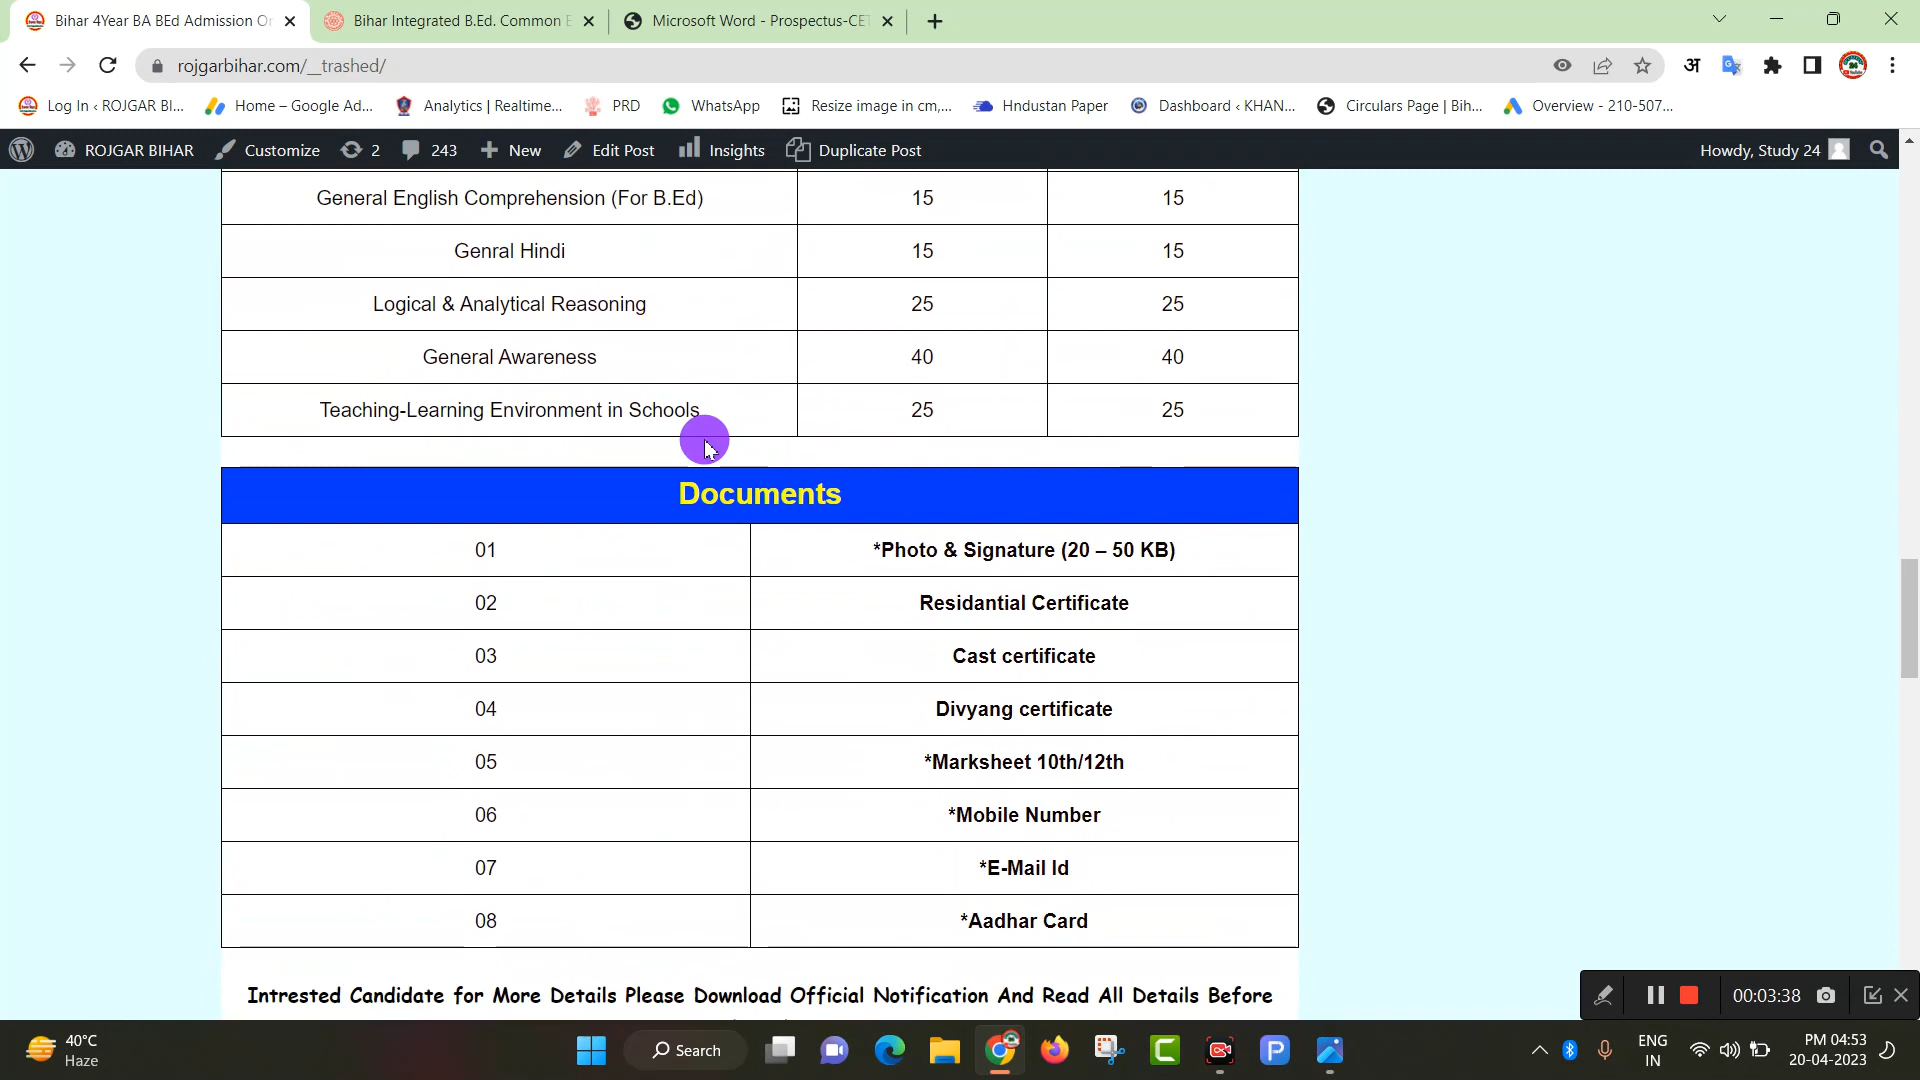 Bihar 4Year BA BEd Admission On
Bihar Integrated B.Ed. Common E
Microsoft Word - Prospectus-CET
rojgarbihar.com/__trashed/
अ
Log In ‹ ROJGAR BI...
Home – Google Ad...
Analytics | Realtime...
PRD
WhatsApp
Resize image in cm,...
Hndustan Paper
Dashboard ‹ KHAN...
Circulars Page | Bih...
Overview - 210-507...
ROJGAR BIHAR
Customize
2
243
New
Edit Post
Insights
Duplicate Post
Howdy, Study 24
General English Comprehension (For B.Ed) 15 15
Genral Hindi 15 15
Logical & Analytical Reasoning 25 25
General Awareness 40 40
Teaching-Learning Environment in Schools 25 25
Documents
01 *Photo & Signature (20 – 50 KB)
02 Residantial Certificate
03 Cast certificate
04 Divyang certificate
05 *Marksheet 10th/12th
06 *Mobile Number
07 *E-Mail Id
08 *Aadhar Card
Intrested Candidate for More Details Please Download Official Notification And Read All Details Before
00:03:38
40°C
Haze
Search
ENG
IN
PM 04:53
20-04-2023